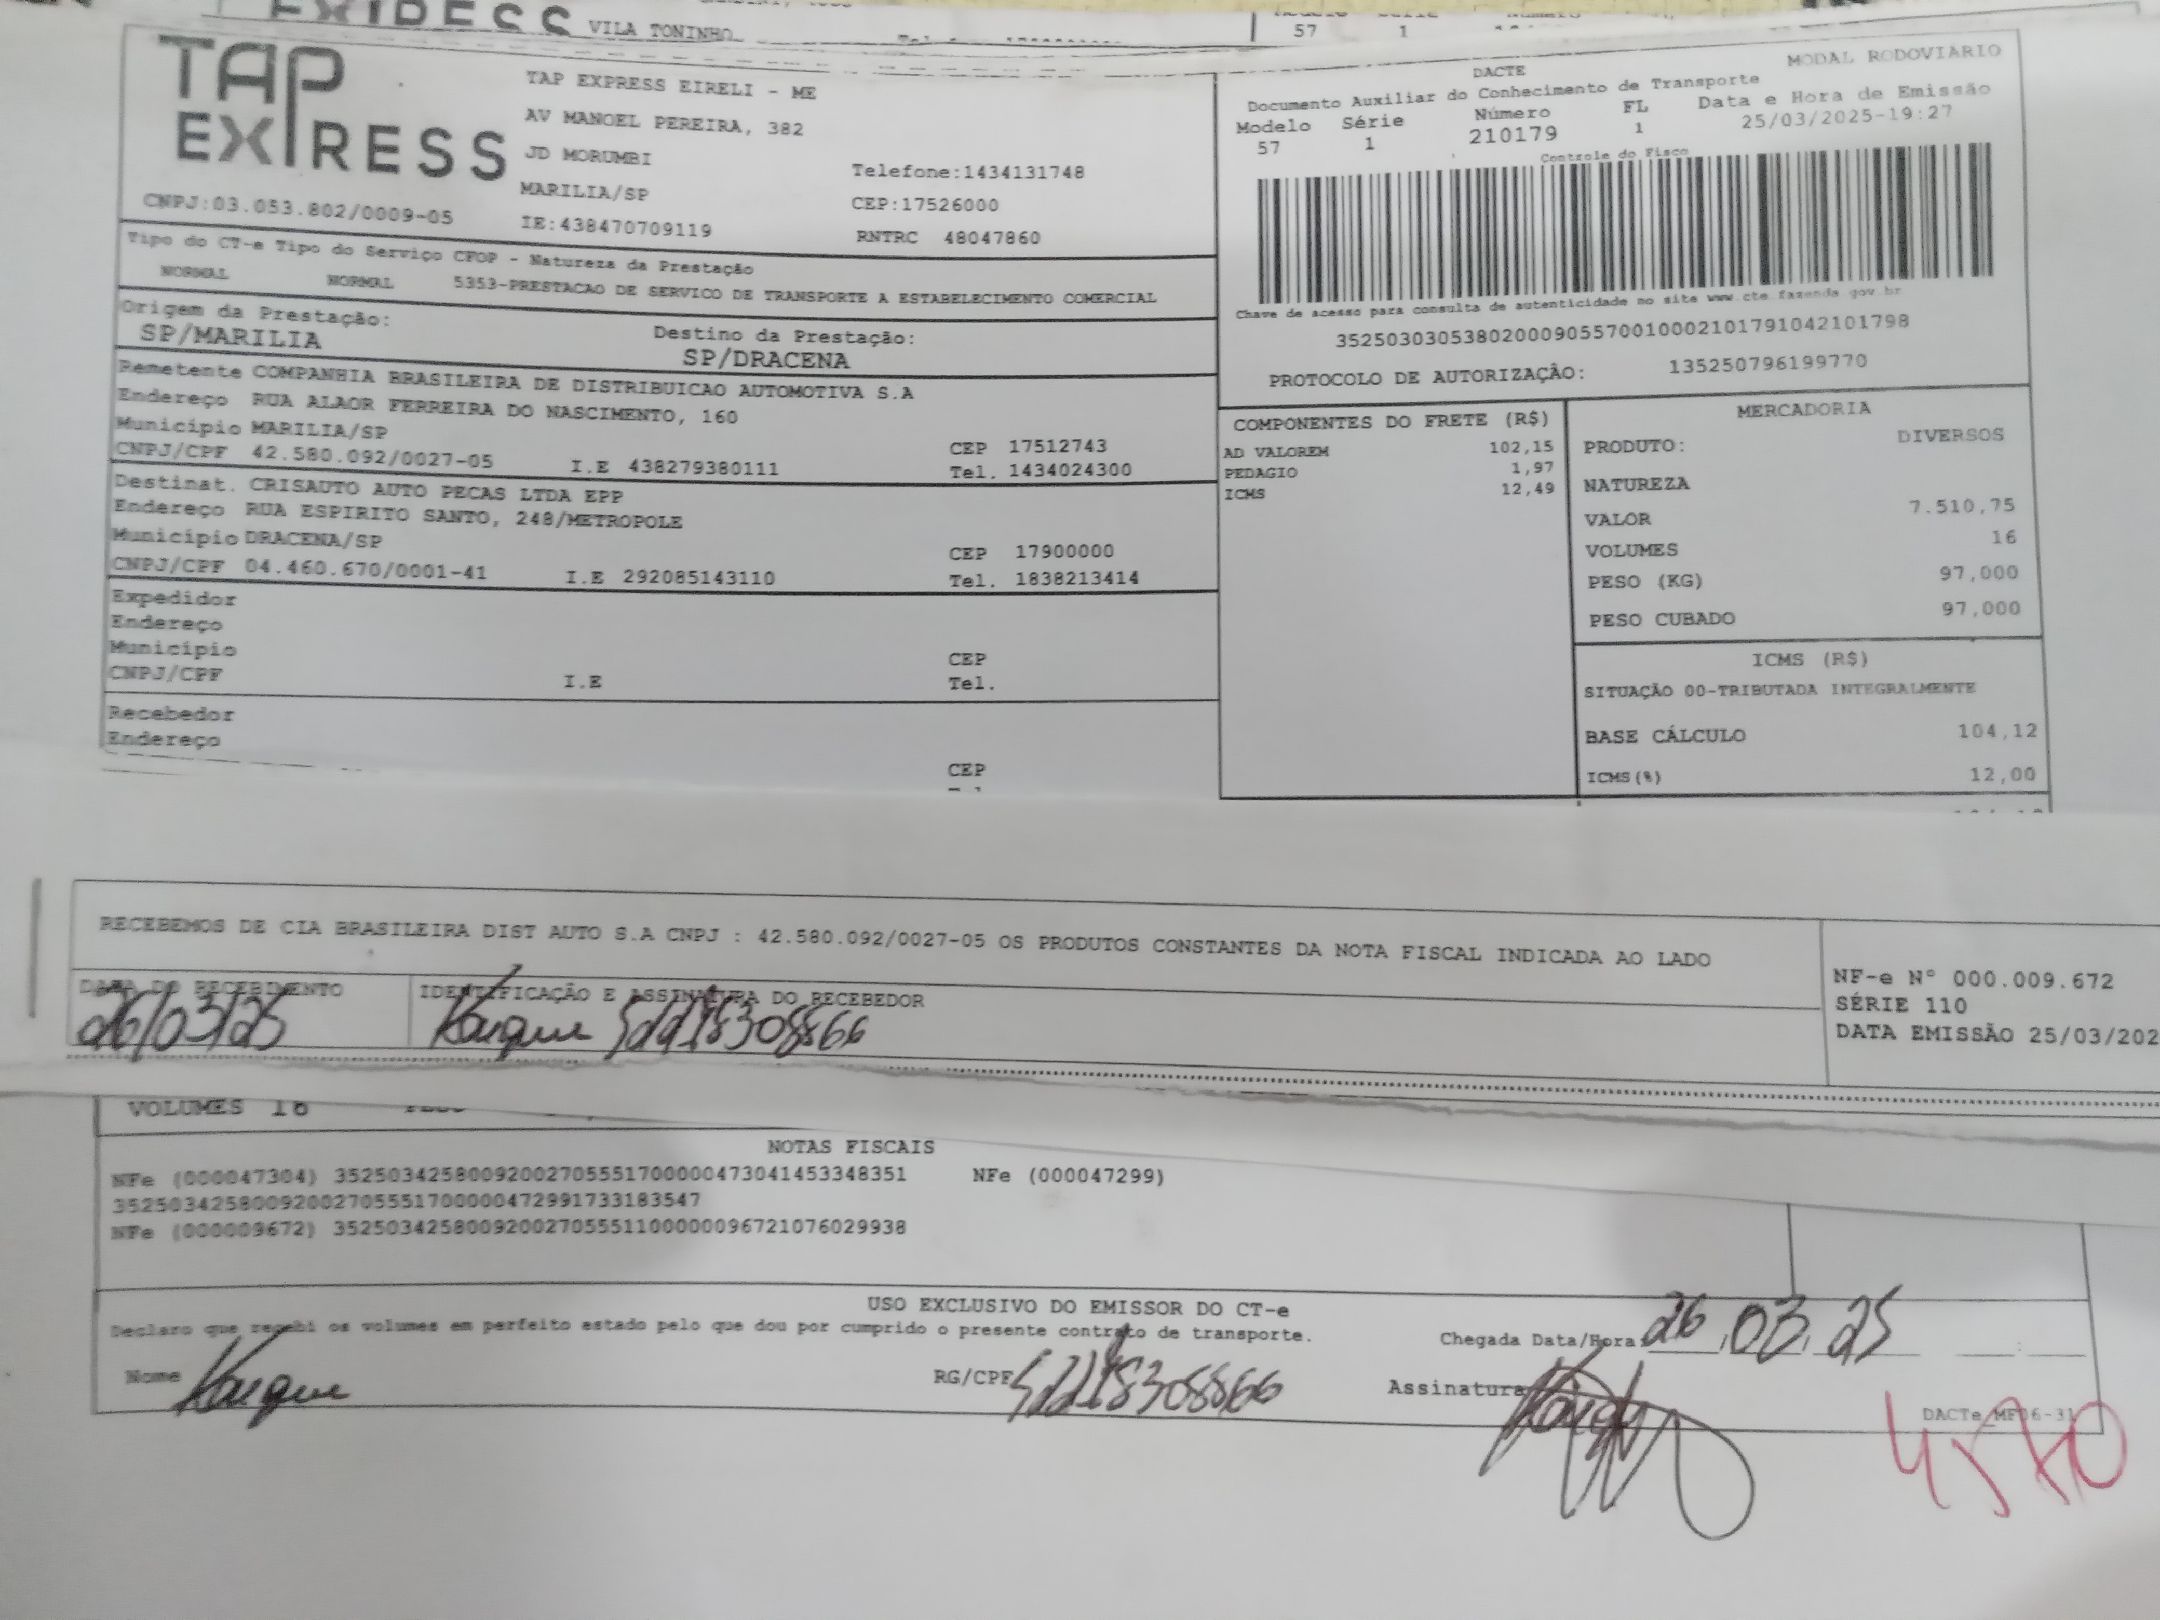 EXPRESS VILA TONINHO
57 1
TAP
EXPRESS
TAP EXPRESS EIRELI - ME
AV MANOEL PEREIRA, 382
JD MORUMBI
Telefone:1434131748
MARILIA/SP
CEP:17526000
CNPJ:03.053.802/0009-05
IE:438470709119
RNTRC 48047860
DACTE
MODAL RODOVIÁRIO
Documento Auxiliar do Conhecimento de Transporte
Modelo Série Número FL Data e Hora de Emissão
57 1 210179 1 25/03/2025-19:27
Controle do Fisco
Chave de acesso para consulta de autenticidade no site www.cte.fazenda.gov.br
35250303053802000905570010002101791042101798
PROTOCOLO DE AUTORIZAÇÃO: 135250796199770
Tipo do CT-e Tipo do Serviço CFOP - Natureza da Prestação
NORMAL NORMAL 5353-PRESTACAO DE SERVICO DE TRANSPORTE A ESTABELECIMENTO COMERCIAL
Origem da Prestação: Destino da Prestação:
SP/MARILIA SP/DRACENA
Remetente COMPANHIA BRASILEIRA DE DISTRIBUICAO AUTOMOTIVA S.A
Endereço RUA ALAOR FERREIRA DO NASCIMENTO, 160
Município MARILIA/SP CEP 17512743
CNPJ/CPF 42.580.092/0027-05 I.E 438279380111 Tel. 1434024300
Destinat. CRISAUTO AUTO PECAS LTDA EPP
Endereço RUA ESPIRITO SANTO, 248/METROPOLE
Município DRACENA/SP CEP 17900000
CNPJ/CPF 04.460.670/0001-41 I.E 292085143110 Tel. 1838213414
Expedidor
Endereço
Município CEP
CNPJ/CPF I.E Tel.
Recebedor
Endereço
CEP
COMPONENTES DO FRETE (R$)
AD VALOREM 102,15
PEDAGIO 1,97
ICMS 12,49
MERCADORIA
PRODUTO: DIVERSOS
NATUREZA
VALOR 7.510,75
VOLUMES 16
PESO (KG) 97,000
PESO CUBADO 97,000
ICMS (R$)
SITUAÇÃO 00-TRIBUTADA INTEGRALMENTE
BASE CÁLCULO 104,12
ICMS(%) 12,00
RECEBEMOS DE CIA BRASILEIRA DIST AUTO S.A CNPJ : 42.580.092/0027-05 OS PRODUTOS CONSTANTES DA NOTA FISCAL INDICADA AO LADO
DATA DO RECEBIMENTO IDENTIFICAÇÃO E ASSINATURA DO RECEBEDOR
26/03/25 Kaique
NF-e N° 000.009.672
SÉRIE 110
DATA EMISSÃO 25/03/202
VOLUMES 16
NOTAS FISCAIS
NFe (000047304) 35250342580092002705551700000473041453348351 NFe (000047299)
35250342580092002705551700000472991733183547
NFe (000009672) 35250342580092002705551100000096721076029938
USO EXCLUSIVO DO EMISSOR DO CT-e
Declaro que recebi os volumes em perfeito estado pelo que dou por cumprido o presente contrato de transporte.
Chegada Data/Hora: 26/03/25
Nome Kaique RG/CPF Assinatura
DACTe_MF06-31